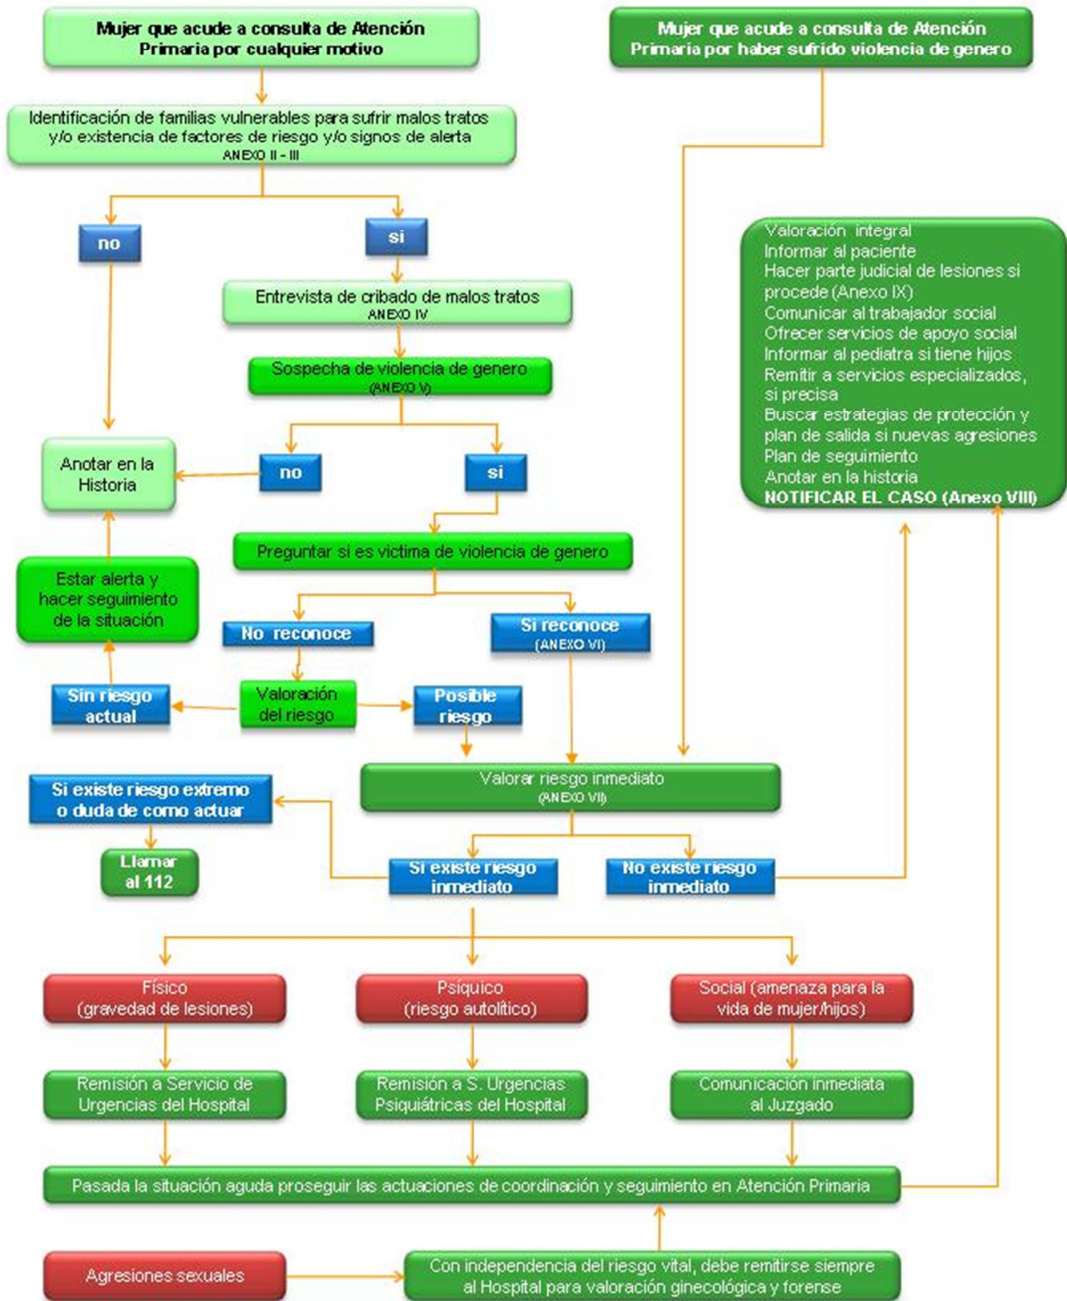 Mujer que acude a consulta de Atención
Primaria por cualquier motivo
Mujer que acude a consulta de Atención
Primaria por haber sufrido violencia de genero
Identificación de familias vulnerables para sufrir malos tratos
y/o existencia de factores de riesgo y/o signos de alerta
ANEXO II - III
no
si
Valoración integral
Informar al paciente
Hacer parte judicial de lesiones si
procede (Anexo IX)
Comunicar al trabajador social
Ofrecer servicios de apoyo social
Informar al pediatra si tiene hijos
Remitir a servicios especializados,
si precisa
Buscar estrategias de protección y
plan de salida si nuevas agresiones
Plan de seguimiento
Anotar en la historia
NOTIFICAR EL CASO (Anexo VIII)
Entrevista de cribado de malos tratos
ANEXO IV
Sospecha de violencia de genero
(ANEXO V)
Anotar en la
Historia
no
si
Preguntar si es victima de violencia de genero
Estar alerta y
hacer seguimiento
de la situación
No reconoce
Si reconoce
(ANEXO VI)
Sin riesgo
actual
Valoración
del riesgo
Posible
riesgo
Valorar riesgo inmediato
(ANEXO VII)
Si existe riesgo extremo
o duda de como actuar
Llamar
al 112
Si existe riesgo
inmediato
No existe riesgo
inmediato
Físico
(gravedad de lesiones)
Psíquico
(riesgo autolítico)
Social (amenaza para la
vida de mujer/hijos)
Remisión a Servicio de
Urgencias del Hospital
Remisión a S. Urgencias
Psiquiátricas del Hospital
Comunicación inmediata
al Juzgado
Pasada la situación aguda proseguir las actuaciones de coordinación y seguimiento en Atención Primaria
Agresiones sexuales
Con independencia del riesgo vital, debe remitirse siempre
al Hospital para valoración ginecológica y forense